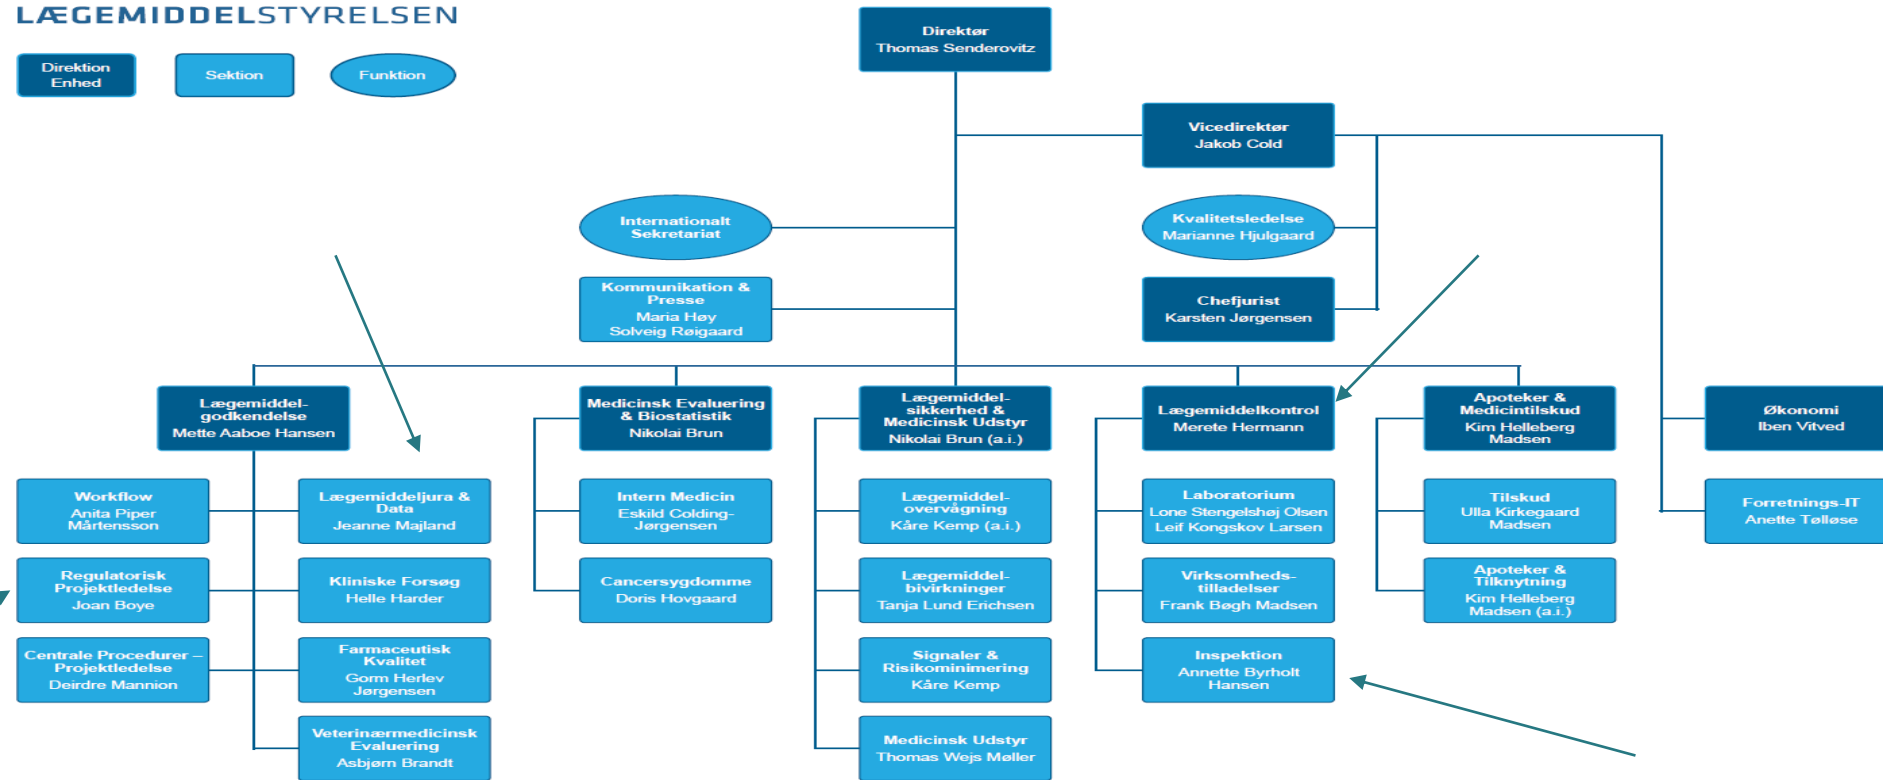 LÆGEMIDDELSTYRELSEN
Direktion
Enhed
Sektion
Funktion
Direktør
Thomas Senderovitz
Vicedirektør
Jakob Cold
Internationalt
Sekretariat
Kvalitetsledelse
Marianne Hjulgaard
Kommunikation &
Presse
Maria Høy
Solveig Røigaard
Chefjurist
Karsten Jørgensen
Lægemiddel-
godkendelse
Mette Aaboe Hansen
Medicinsk Evaluering
& Biostatistik
Nikolai Brun
Lægemiddel-
sikkerhed &
Medicinsk Udstyr
Nikolai Brun (a.i.)
Lægemiddelkontrol
Merete Hermann
Apoteker &
Medicintilskud
Kim Helleberg
Madsen
Økonomi
Iben Vitved
Workflow
Anita Piper
Mårtensson
Lægemiddeljura &
Data
Jeanne Majland
Intern Medicin
Eskild Colding-
Jørgensen
Lægemiddel-
overvågning
Kåre Kemp (a.i.)
Laboratorium
Lone Stengelshøj Olsen
Leif Kongskov Larsen
Tilskud
Ulla Kirkegaard
Madsen
Forretnings-IT
Anette Tølløse
Regulatorisk
Projektledelse
Joan Boye
Kliniske Forsøg
Helle Harder
Cancersygdomme
Doris Hovgaard
Lægemiddel-
bivirkninger
Tanja Lund Erichsen
Virksomheds-
tilladelser
Frank Bøgh Madsen
Apoteker &
Tilknytning
Kim Helleberg
Madsen (a.i.)
Centrale Procedurer –
Projektledelse
Deirdre Mannion
Farmaceutisk
Kvalitet
Gorm Herlev
Jørgensen
Signaler &
Risikominimering
Kåre Kemp
Inspektion
Annette Byrholt
Hansen
Veterinærmedicinsk
Evaluering
Asbjørn Brandt
Medicinsk Udstyr
Thomas Wejs Møller